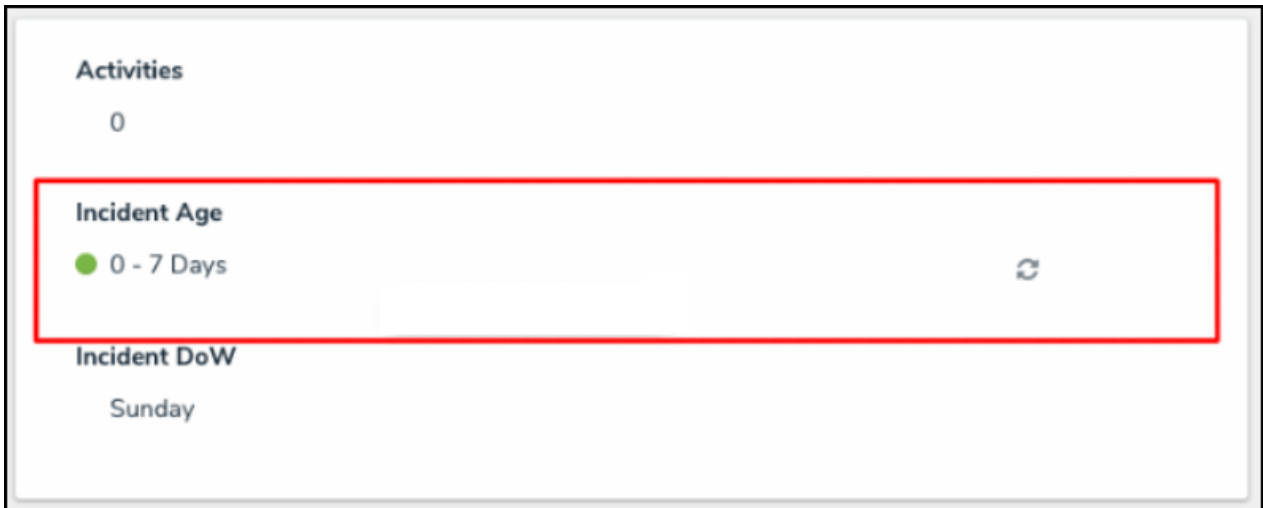 Activities
0
Incident Age
0 - 7 Days
Incident DoW
Sunday